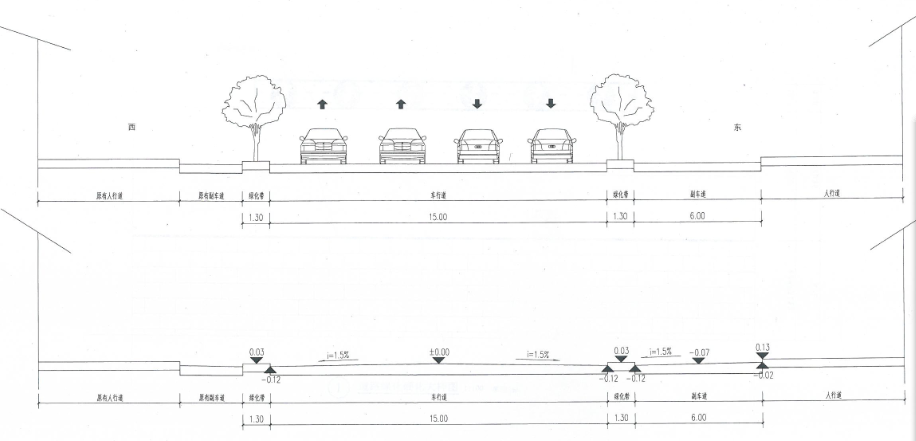 西
东
原有人行道 原有副车道 绿化带 车行道 绿化带 副车道 人行道
1.30 15.00 1.30 6.00
0.03 i=1.5% ±0.00 i=1.5% 0.03 i=1.5% -0.07 0.13
-0.12 -0.12 -0.12 -0.02
原有人行道 原有副车道 绿化带 车行道 绿化带 副车道 人行道
1.30 15.00 1.30 6.00